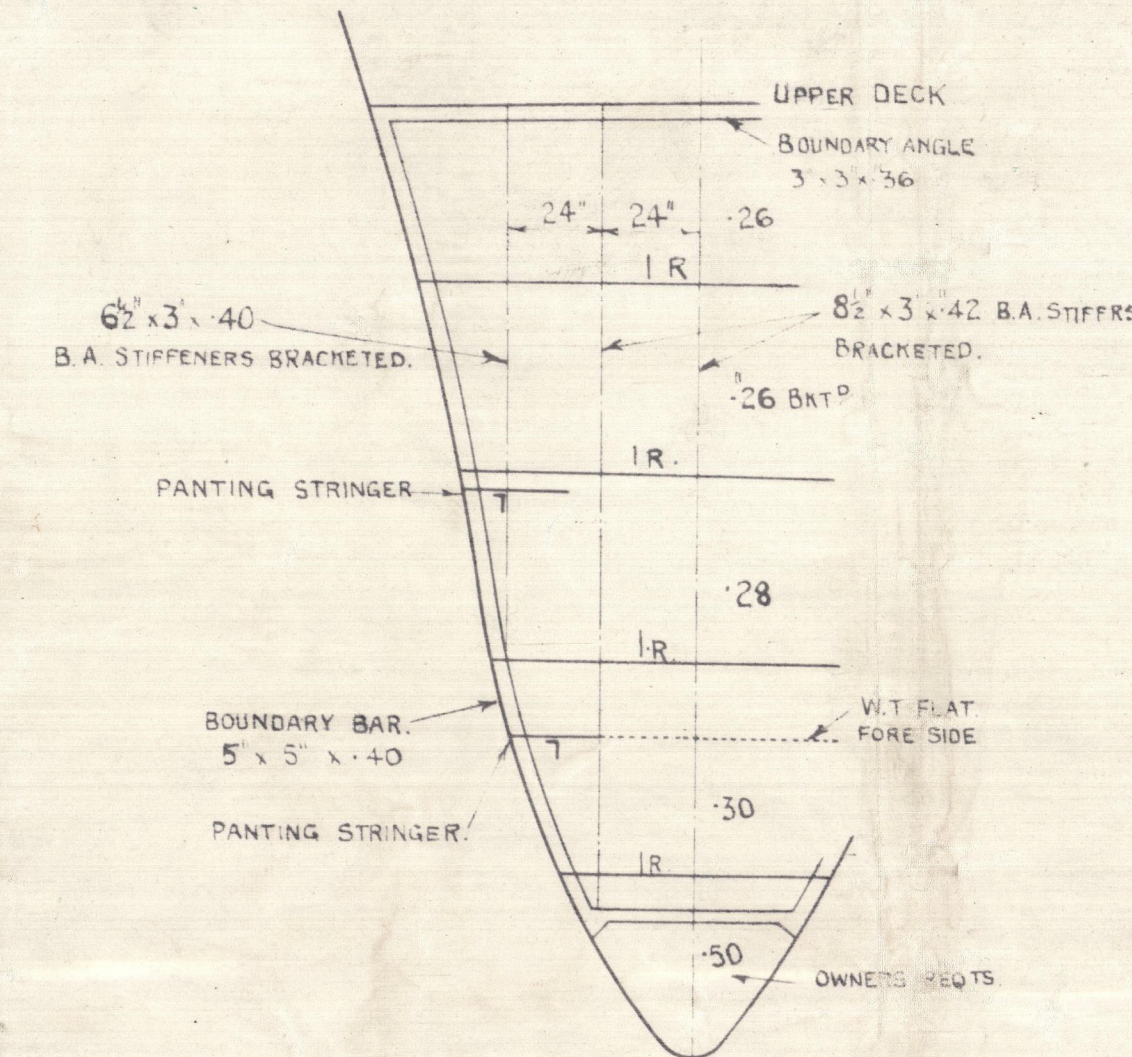 UPPER DECK
BOUNDARY ANGLE
3" x 3" x .36
24" 24" .26
1 R
6½" x 3" x .40
B.A. STIFFENERS BRACKETED.
8½" x 3" x .42 B.A. STIFFRS
BRACKETED.
.26 BKTD
1R.
PANTING STRINGER
.28
1.R.
BOUNDARY BAR.
5" x 5" x .40
W.T FLAT.
FORE SIDE
.30
PANTING STRINGER.
1R.
.50
OWNERS REQTS.